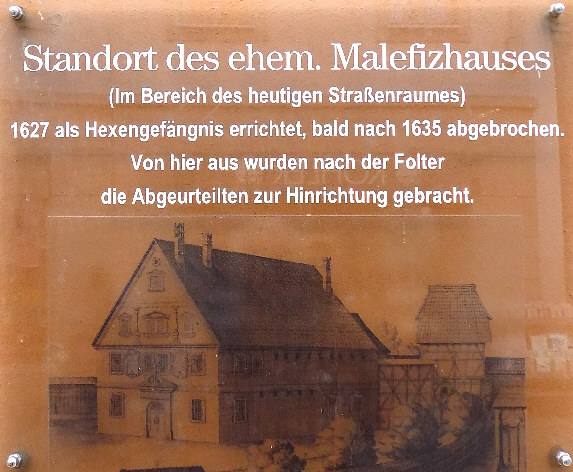 Standort des ehem. Malefizhauses
(Im Bereich des heutigen Straßenraumes)
1627 als Hexengefängnis errichtet, bald nach 1635 abgebrochen.
Von hier aus wurden nach der Folter
die Abgeurteilten zur Hinrichtung gebracht.